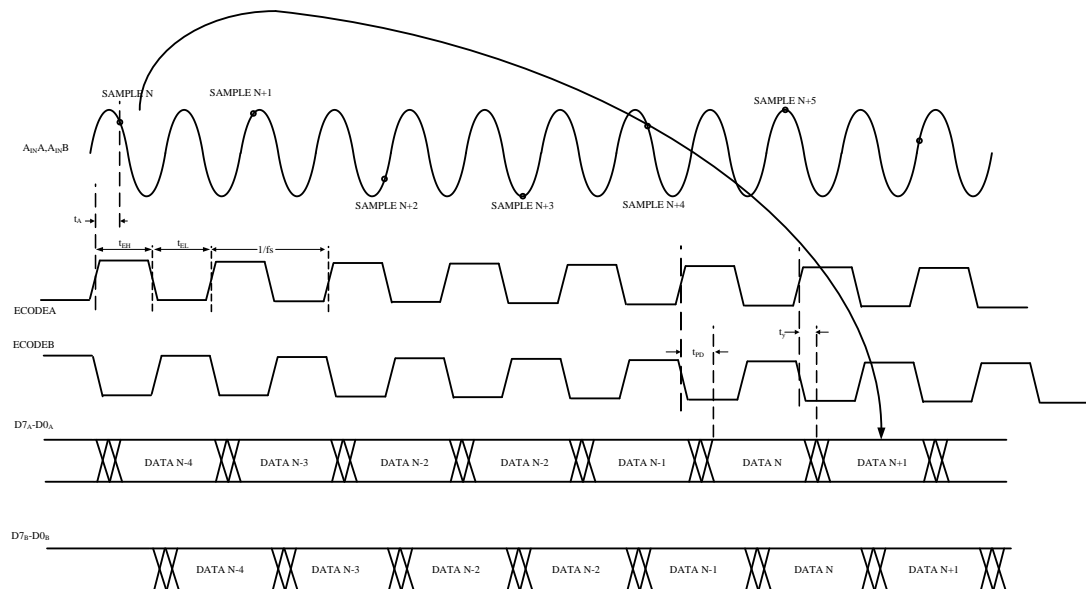 SAMPLE N
SAMPLE N+1
SAMPLE N+5
AINA,AINB
SAMPLE N+2
SAMPLE N+3
SAMPLE N+4
tA
tEH
tEL
1/fs
ECODEA
ECODEB
tPD
ty
D7A-D0A
DATA N-4
DATA N-3
DATA N-2
DATA N-2
DATA N-1
DATA N
DATA N+1
D7B-D0B
DATA N-4
DATA N-3
DATA N-2
DATA N-2
DATA N-1
DATA N
DATA N+1